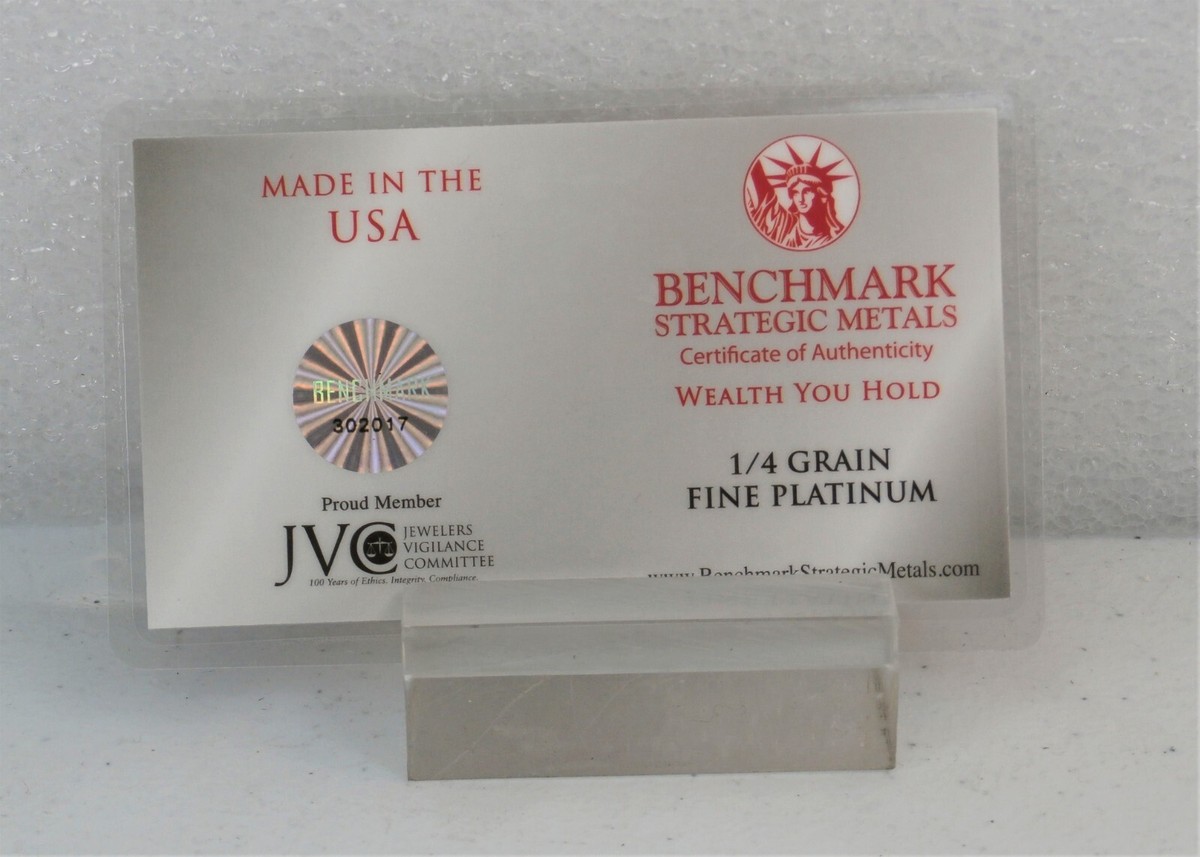 MADE IN THE
USA
BENCHMARK
302017
Proud Member
JVC JEWELERS
VIGILANCE
COMMITTEE
100 Years of Ethics. Integrity. Compliance.
BENCHMARK
STRATEGIC METALS
Certificate of Authenticity
WEALTH YOU HOLD
1/4 GRAIN
FINE PLATINUM
www.BenchmarkStrategicMetals.com